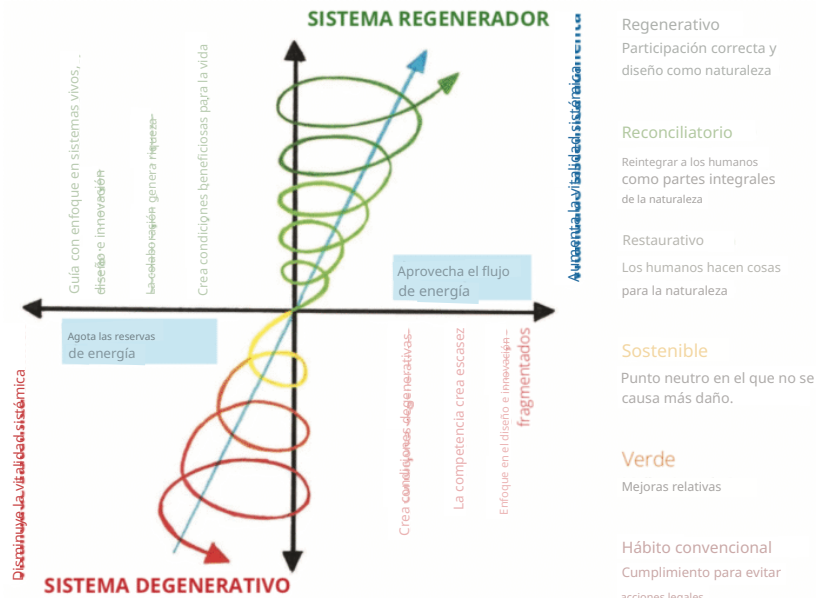 SISTEMA REGENERADOR
Guía con enfoque en sistemas vivos,
diseño e innovación
La colaboración genera riqueza
Crea condiciones beneficiosas para la vida
Aumenta la vitalidad sistémica
Aprovecha el flujo
de energía
Agota las reservas
de energía
Disminuye la vitalidad sistémica
Crea condiciones degenerativas
La competencia crea escasez
Enfoque en el diseño e innovación
fragmentados
SISTEMA DEGENERATIVO
Regenerativo
Participación correcta y
diseño como naturaleza
Reconciliatorio
Reintegrar a los humanos
como partes integrales
de la naturaleza
Restaurativo
Los humanos hacen cosas
para la naturaleza
Sostenible
Punto neutro en el que no se
causa más daño.
Verde
Mejoras relativas
Hábito convencional
Cumplimiento para evitar
acciones legales